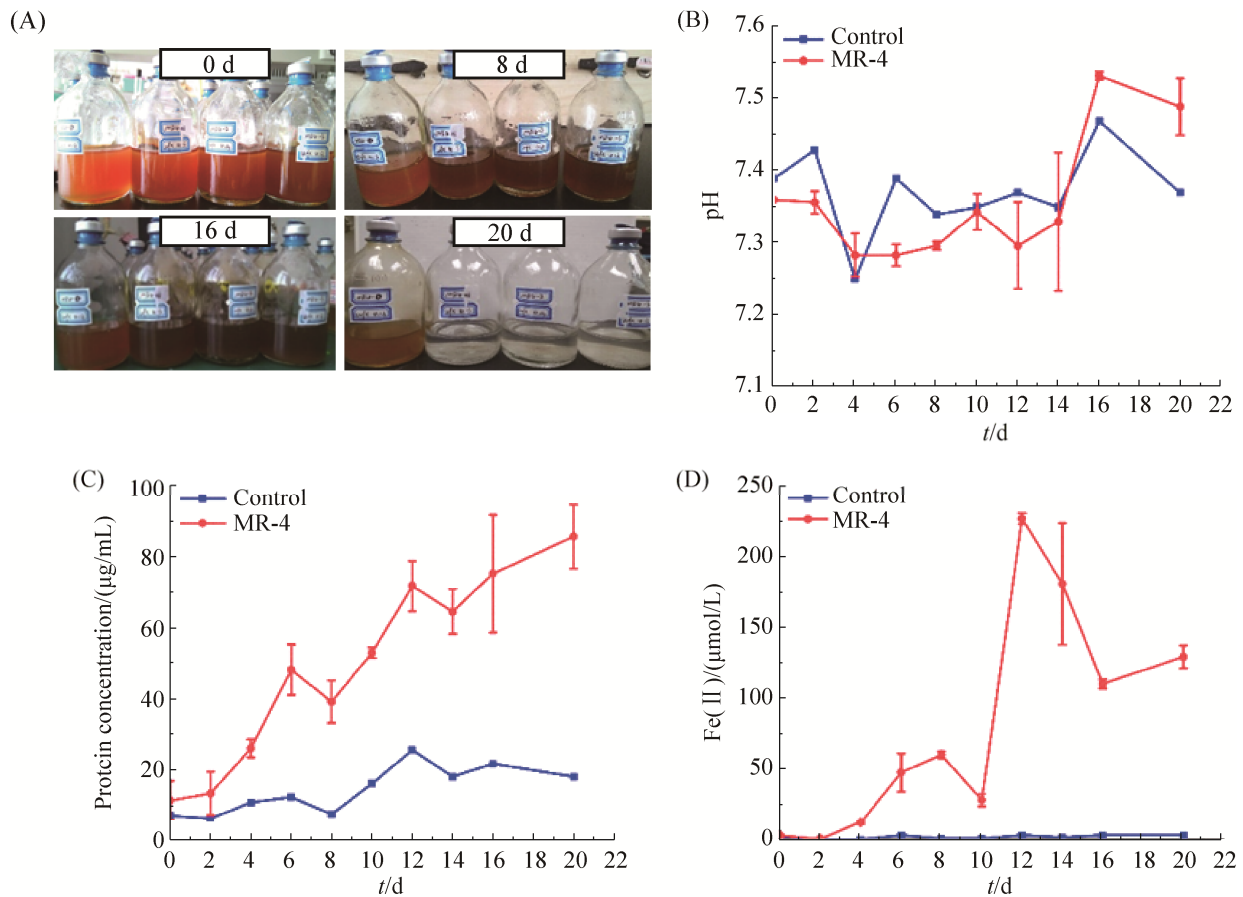 (A)
0 d
8 d
16 d
20 d
(B)
Control
MR-4
pH
7.6
7.5
7.4
7.3
7.2
7.1
0 2 4 6 8 10 12 14 16 20 22
t/d
(C)
Control
MR-4
Protcin concentration/(μg/mL)
100
80
60
40
20
0
0 2 4 6 8 10 12 14 16 18 20 22
t/d
(D)
Control
MR-4
Fe(Ⅱ)/(μmol/L)
250
200
150
100
50
0
0 2 4 6 8 10 12 14 16 20 22
t/d